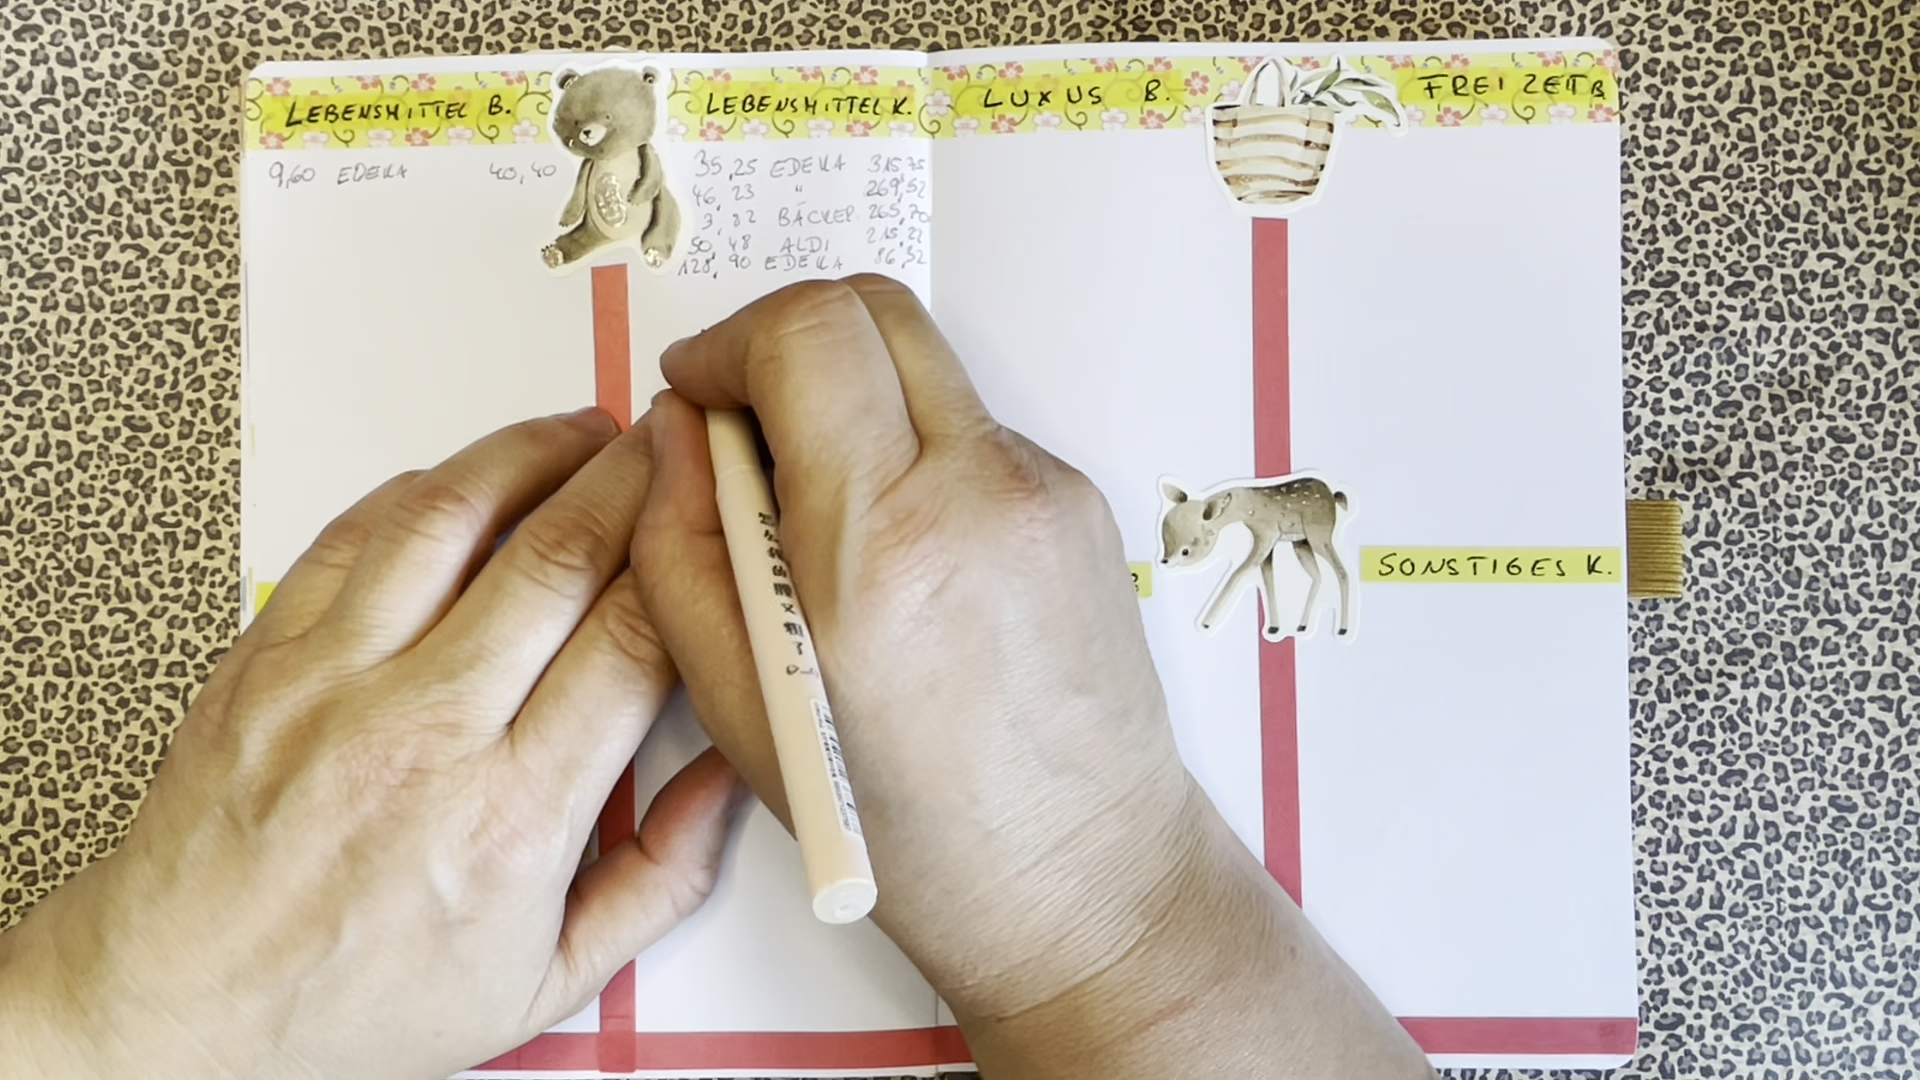 LEBENSMITTEL B.
9,60 EDEKA 40,40
LEBENSMITTEL K.
35,25 EDEKA 315,75
46,23 " 269,52
3,82 BÄCKER 265,70
50,48 ALDI 215,22
128,90 EDEKA 86,32
LUXUS B.
FREIZEIT B
SONSTIGES K.